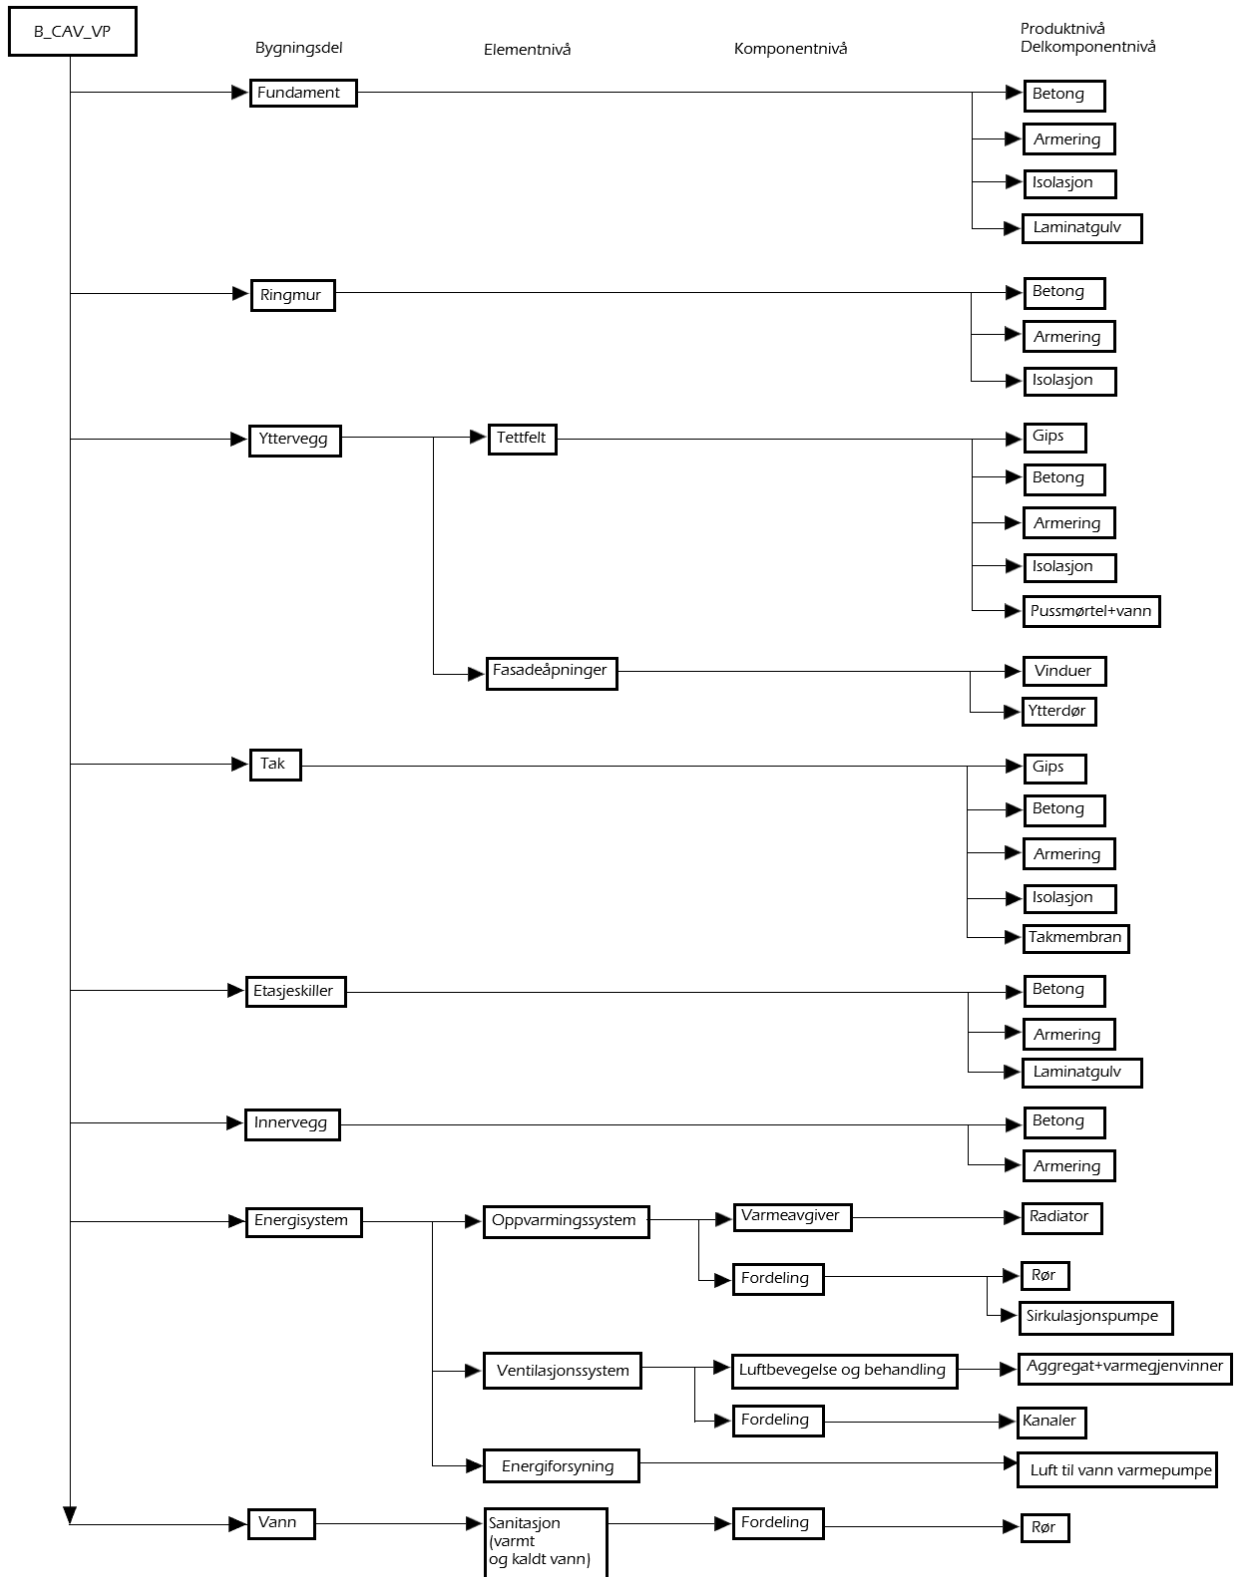 B_CAV_VP
Bygningsdel
Elementnivå
Komponentnivå
Produktnivå
Delkomponentnivå
Fundament
Betong
Armering
Isolasjon
Laminatgulv
Ringmur
Betong
Armering
Isolasjon
Yttervegg
Tettfelt
Gips
Betong
Armering
Isolasjon
Pussmørtel+vann
Fasadeåpninger
Vinduer
Ytterdør
Tak
Gips
Betong
Armering
Isolasjon
Takmembran
Etasjeskiller
Betong
Armering
Laminatgulv
Innervegg
Betong
Armering
Energisystem
Oppvarmingssystem
Varmeavgiver
Radiator
Fordeling
Rør
Sirkulasjonspumpe
Ventilasjonssystem
Luftbevegelse og behandling
Aggregat+varmegjenvinner
Fordeling
Kanaler
Energiforsyning
Luft til vann varmepumpe
Vann
Sanitasjon
(varmt
og kaldt vann)
Fordeling
Rør